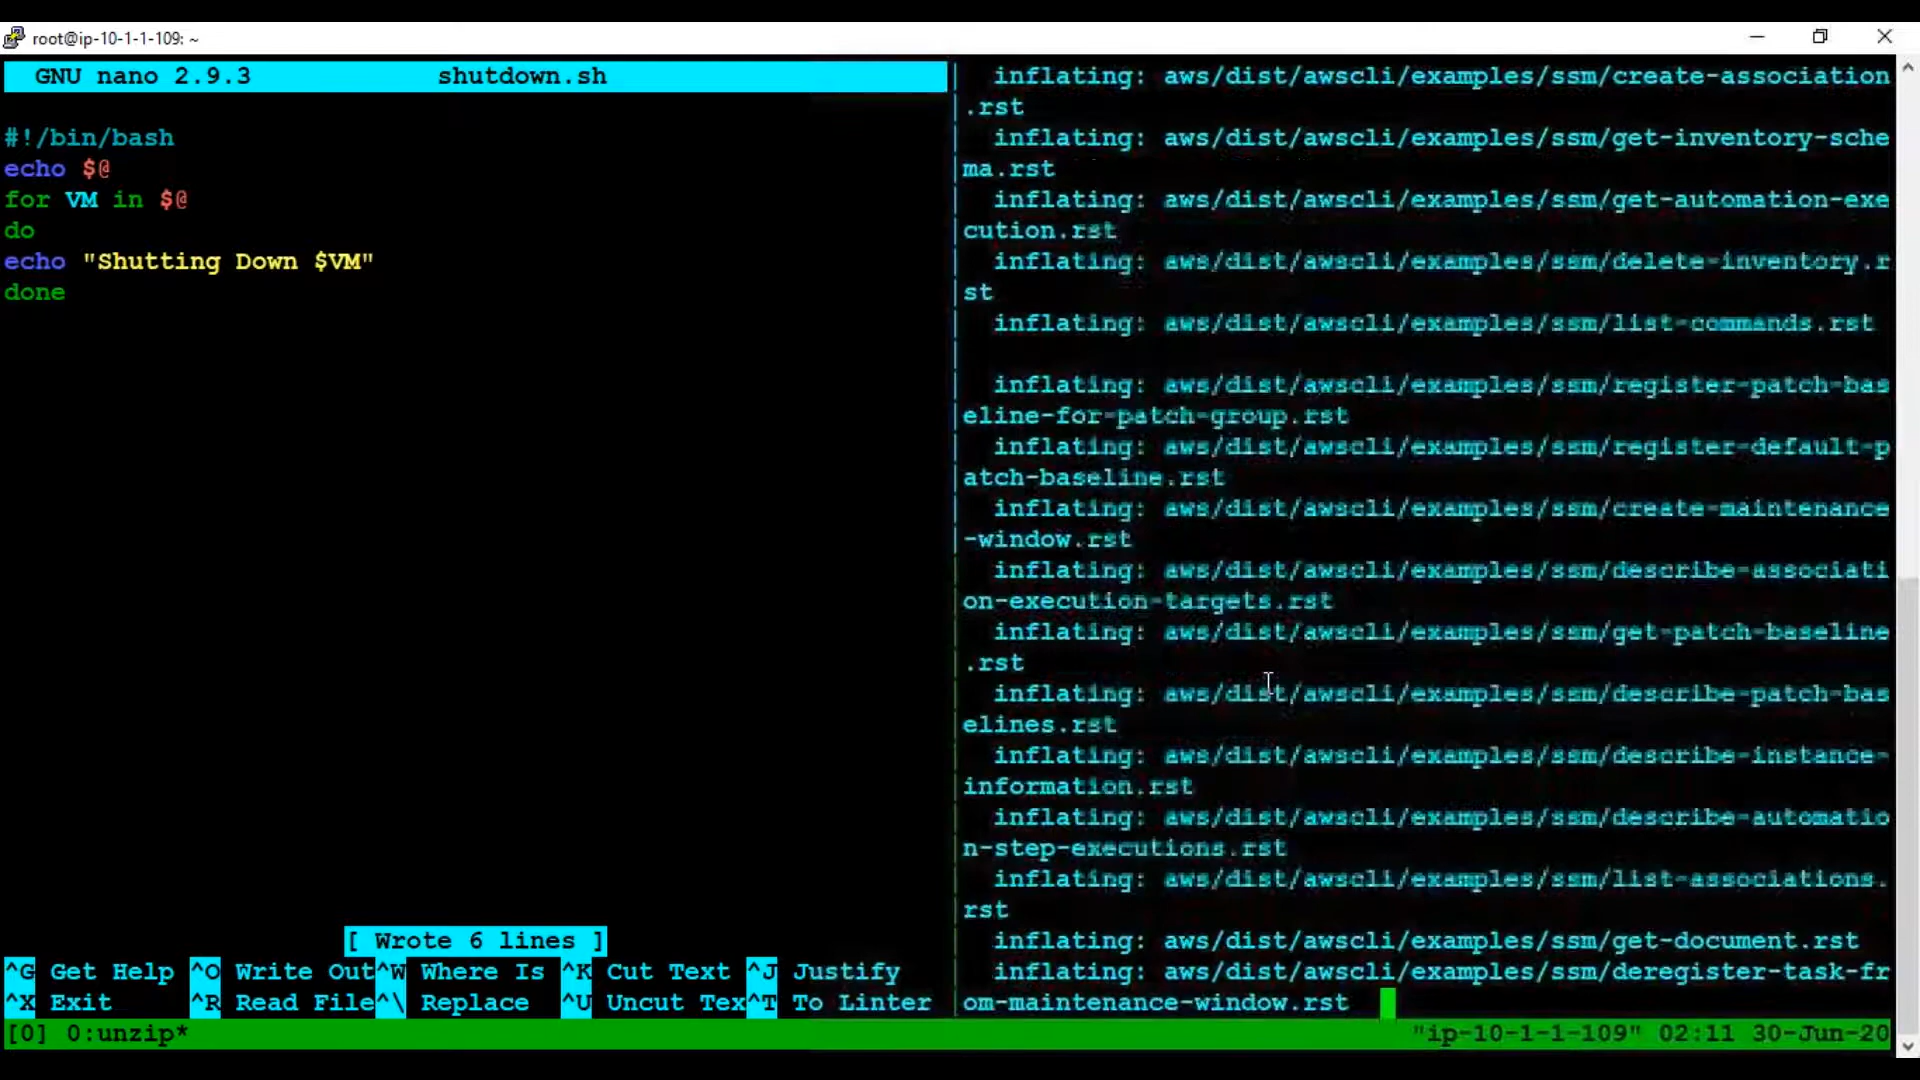 root@ip-10-1-1-109: ~
GNU nano 2.9.3 shutdown.sh
#!/bin/bash
echo $@
for VM in $@
do
echo "Shutting Down $VM"
done
[ Wrote 6 lines ]
^G Get Help ^O Write Out^W Where Is ^K Cut Text ^J Justify
^X Exit ^R Read File^\ Replace ^U Uncut Tex^T To Linter
inflating: aws/dist/awscli/examples/ssm/create-association
.rst
inflating: aws/dist/awscli/examples/ssm/get-inventory-sche
ma.rst
inflating: aws/dist/awscli/examples/ssm/get-automation-exe
cution.rst
inflating: aws/dist/awscli/examples/ssm/delete-inventory.r
st
inflating: aws/dist/awscli/examples/ssm/list-commands.rst
inflating: aws/dist/awscli/examples/ssm/register-patch-bas
eline-for-patch-group.rst
inflating: aws/dist/awscli/examples/ssm/register-default-p
atch-baseline.rst
inflating: aws/dist/awscli/examples/ssm/create-maintenance
-window.rst
inflating: aws/dist/awscli/examples/ssm/describe-associati
on-execution-targets.rst
inflating: aws/dist/awscli/examples/ssm/get-patch-baseline
.rst
inflating: aws/dist/awscli/examples/ssm/describe-patch-bas
elines.rst
inflating: aws/dist/awscli/examples/ssm/describe-instance-
information.rst
inflating: aws/dist/awscli/examples/ssm/describe-automatio
n-step-executions.rst
inflating: aws/dist/awscli/examples/ssm/list-associations.
rst
inflating: aws/dist/awscli/examples/ssm/get-document.rst
inflating: aws/dist/awscli/examples/ssm/deregister-task-fr
om-maintenance-window.rst
[0] 0:unzip* "ip-10-1-1-109" 02:11 30-Jun-20